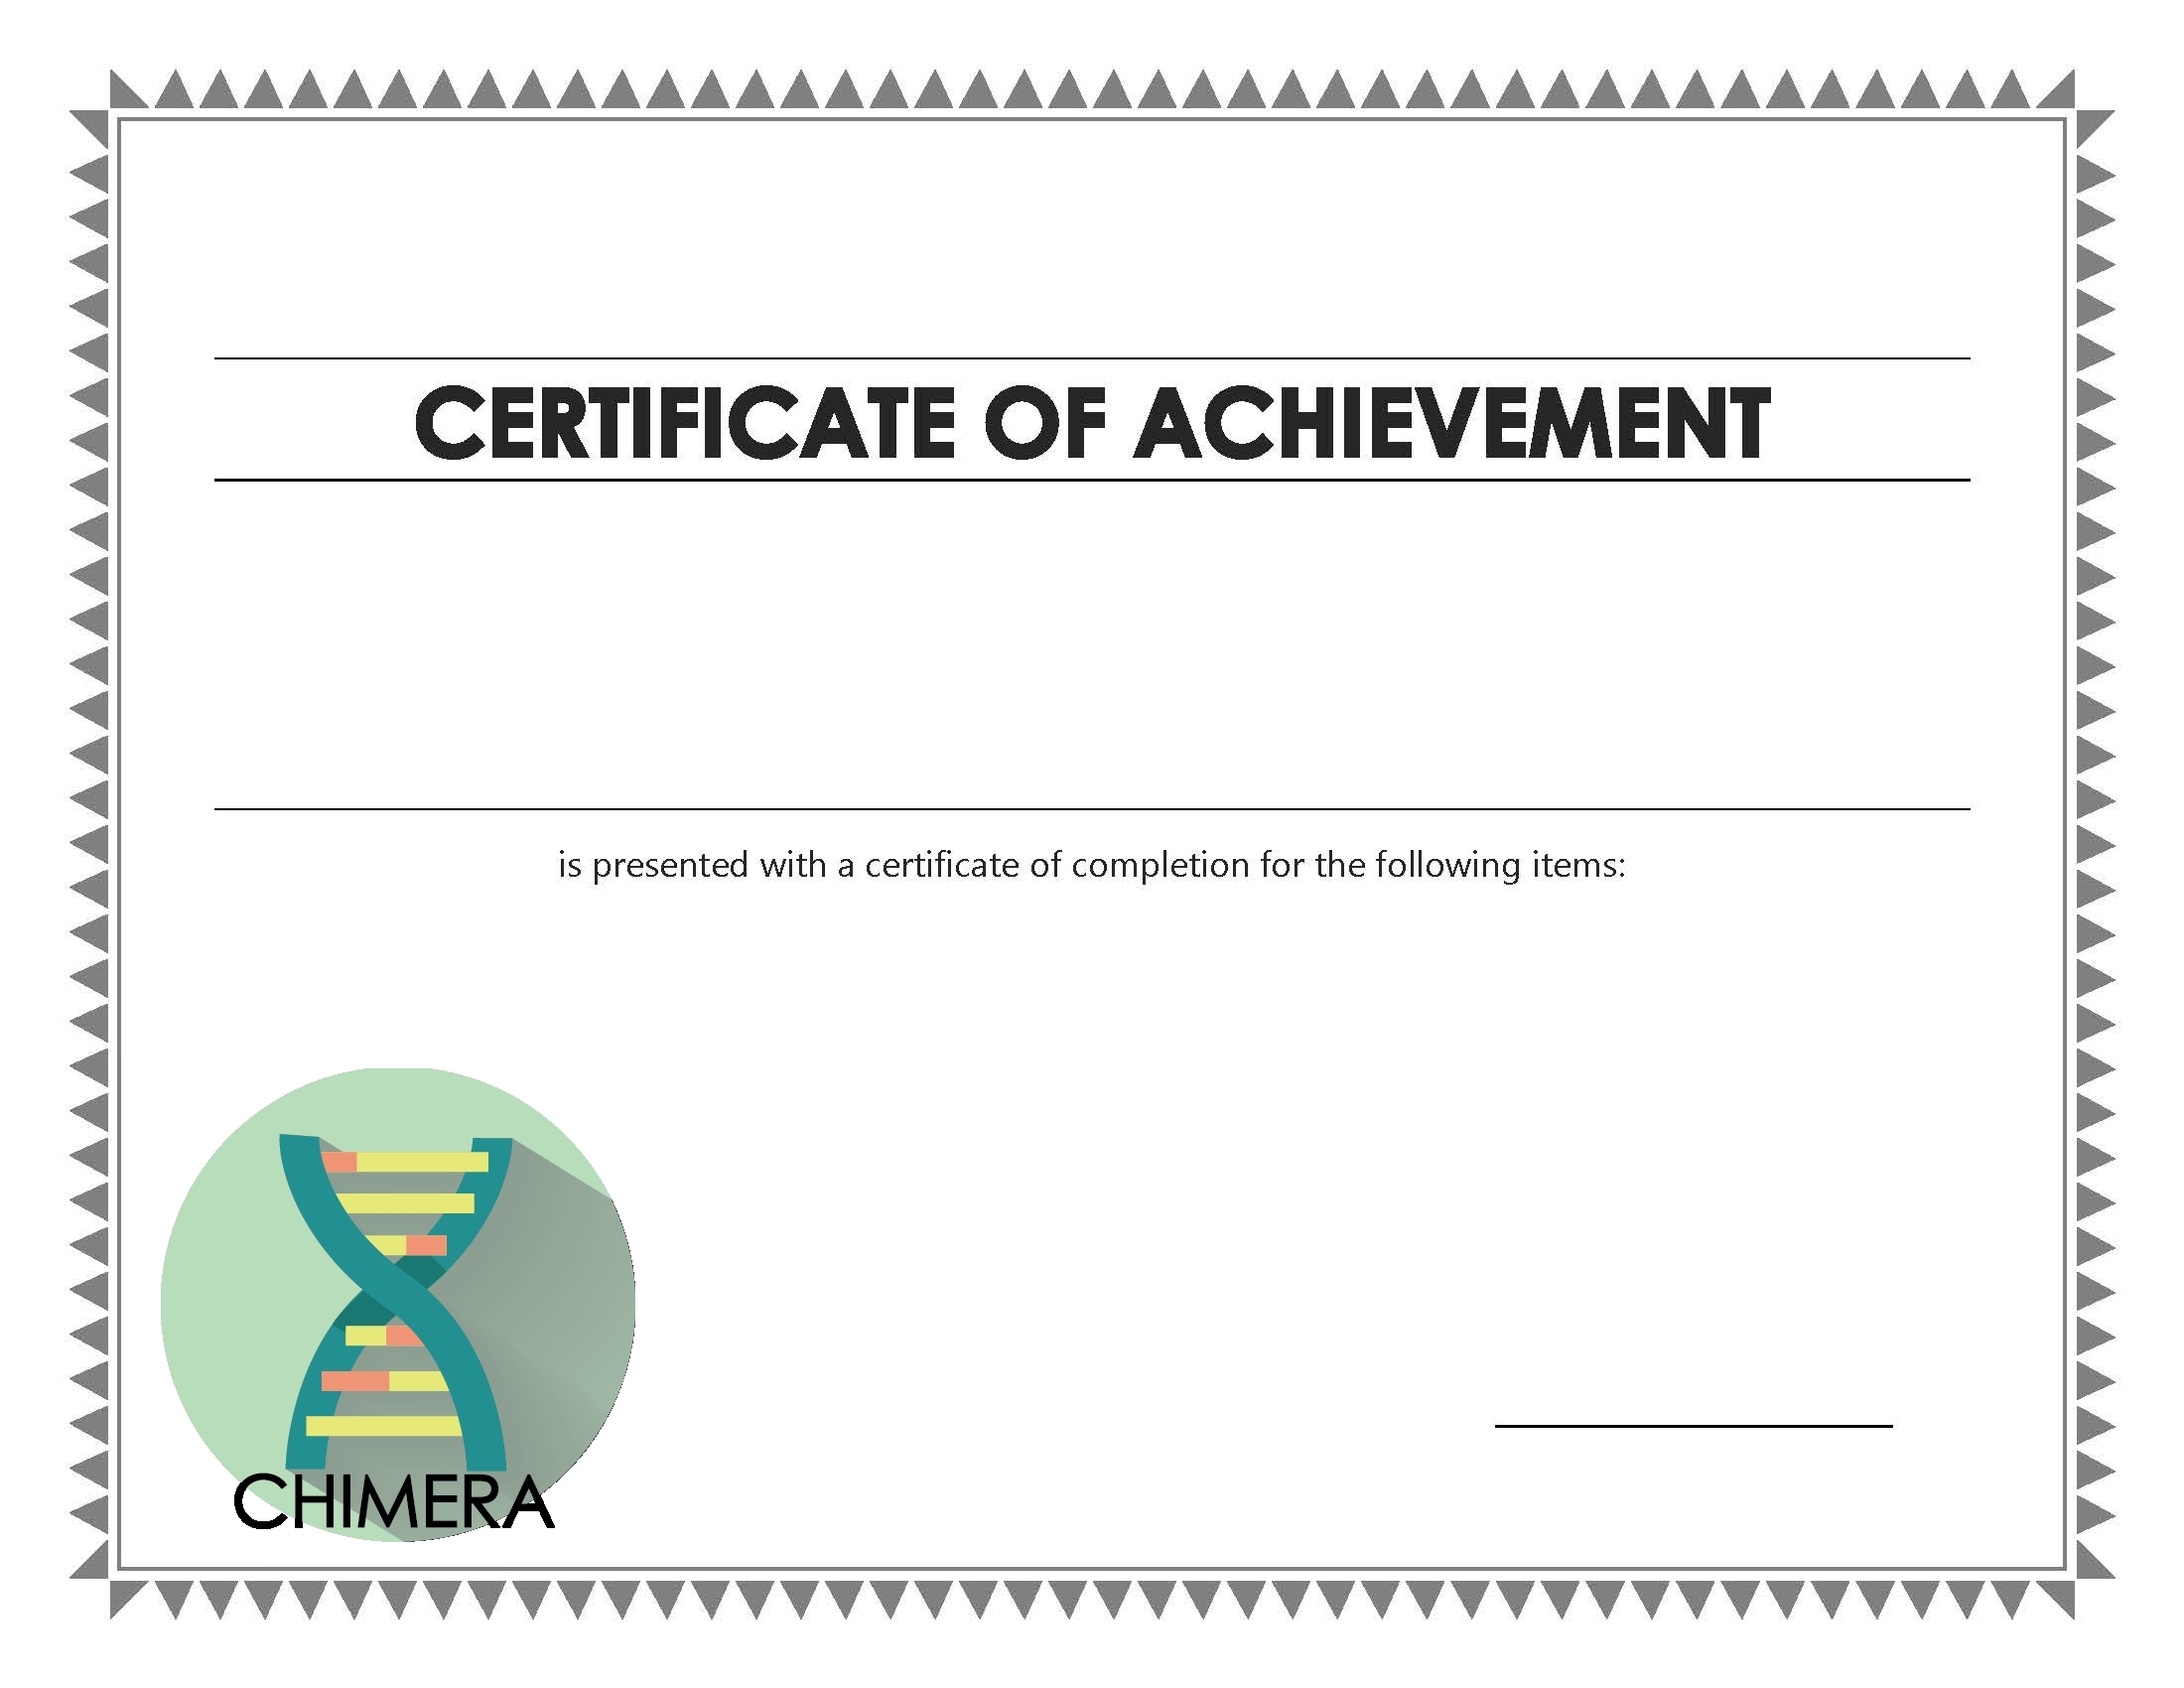 CERTIFICATE OF ACHIEVEMENT
is presented with a certificate of completion for the following items:
CHIMERA